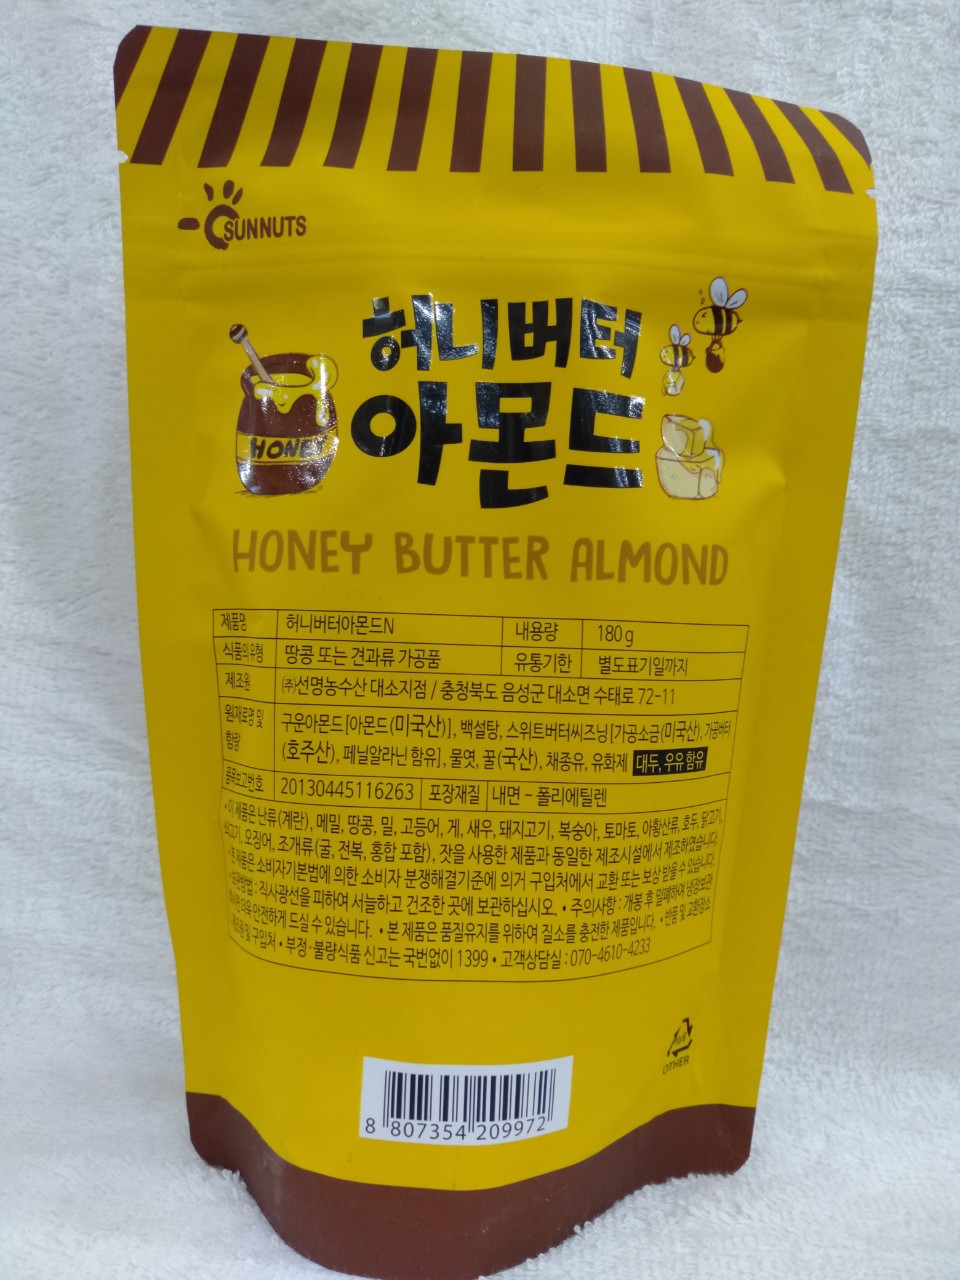 SUNNUTS
허니버터
아몬드
HONEY
HONEY BUTTER ALMOND
제품명 허니버터아몬드N 내용량 180g
식품의유형 땅콩 또는 견과류 가공품 유통기한 별도표기일까지
제조원 (주)선명농수산 대소지점 / 충청북도 음성군 대소면 수태로 72-11
원재료명 및 함량 구운아몬드[아몬드(미국산)], 백설탕, 스위트버터씨즈닝[가공소금(미국산), 가공버터
(호주산), 페닐알라닌 함유], 물엿, 꿀(국산), 채종유, 유화제 대두, 우유 함유
품목보고번호 20130445116263 포장재질 내면 - 폴리에틸렌
• 이 제품은 난류(계란), 메밀, 땅콩, 밀, 고등어, 게, 새우, 돼지고기, 복숭아, 토마토, 아황산류, 호두, 닭고기,
쇠고기, 오징어, 조개류(굴, 전복, 홍합 포함), 잣을 사용한 제품과 동일한 제조시설에서 제조하였습니다.
• 본 제품은 소비자기본법에 의한 소비자 분쟁해결기준에 의거 구입처에서 교환 또는 보상 받을 수 있습니다.
• 보관방법 : 직사광선을 피하여 서늘하고 건조한 곳에 보관하십시오. • 주의사항 : 개봉 후 밀폐하여 냉장보관
더욱 안전하게 드실 수 있습니다. • 본 제품은 품질유지를 위하여 질소를 충전한 제품입니다. • 반품 및 교환장소
및 구입처 • 부정·불량식품 신고는 국번없이 1399 • 고객상담실 : 070-4610-4233
OTHER
8 807354 209972